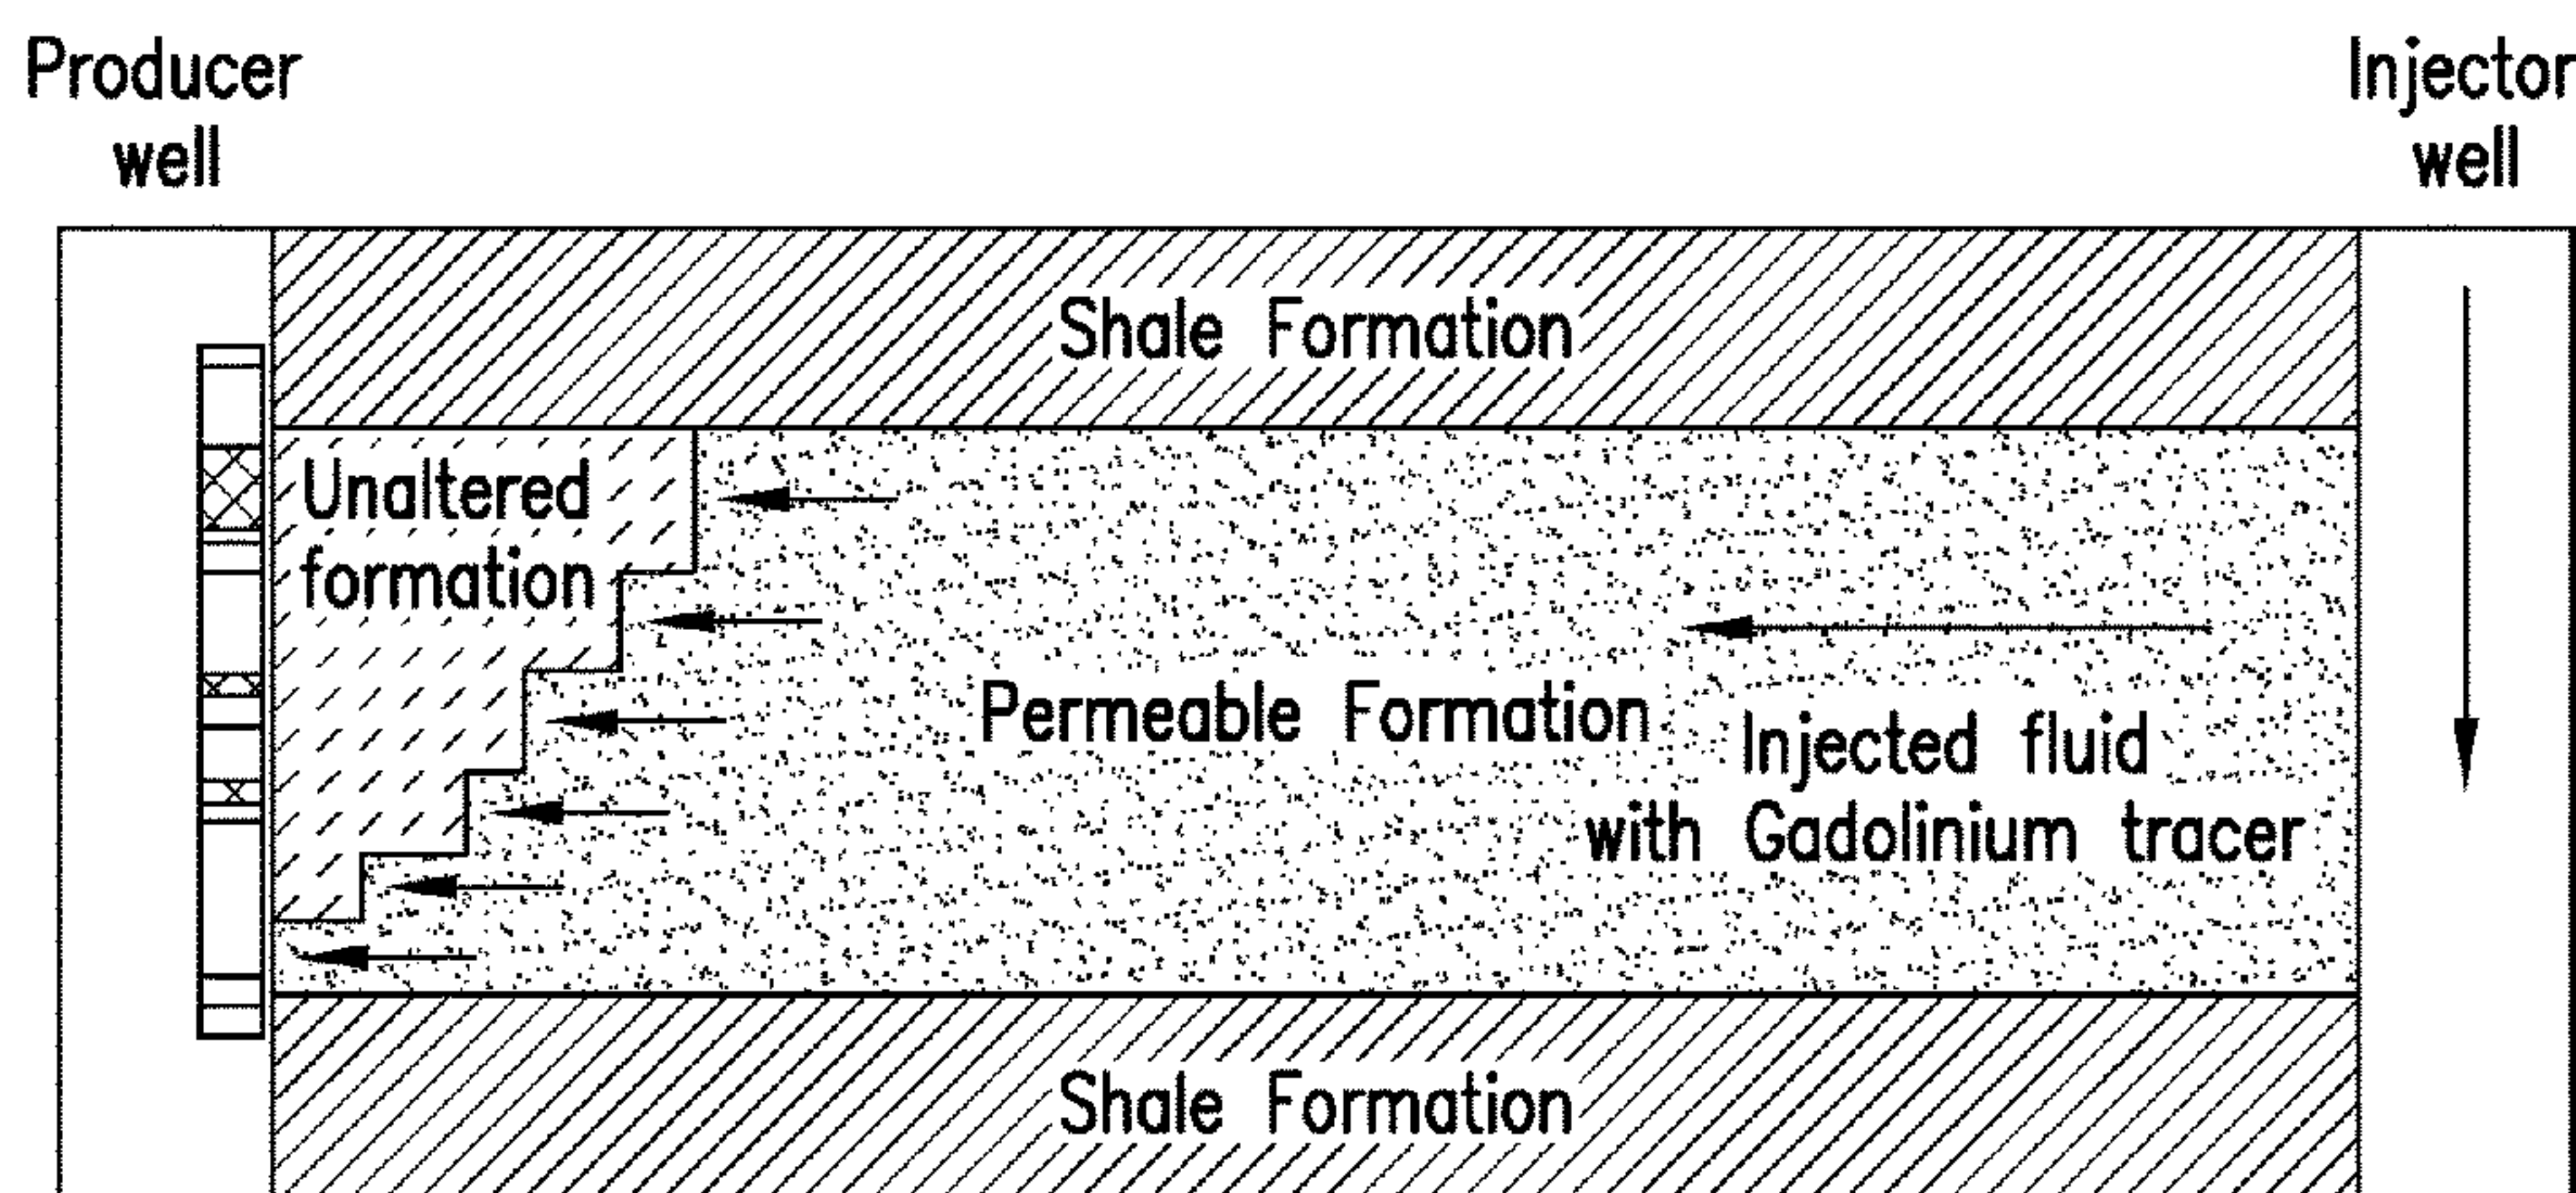 Producer
well
Injector
well
Shale Formation
Unaltered
formation
Permeable Formation
Injected fluid
with Gadolinium tracer
Shale Formation